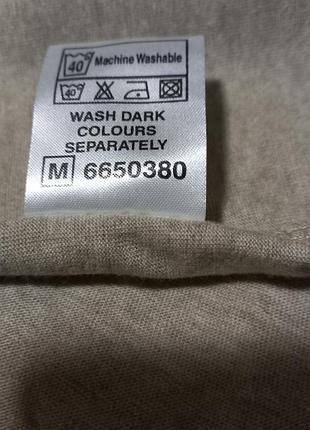 40 Machine Washable
40
WASH DARK
COLOURS
SEPARATELY
M 6650380